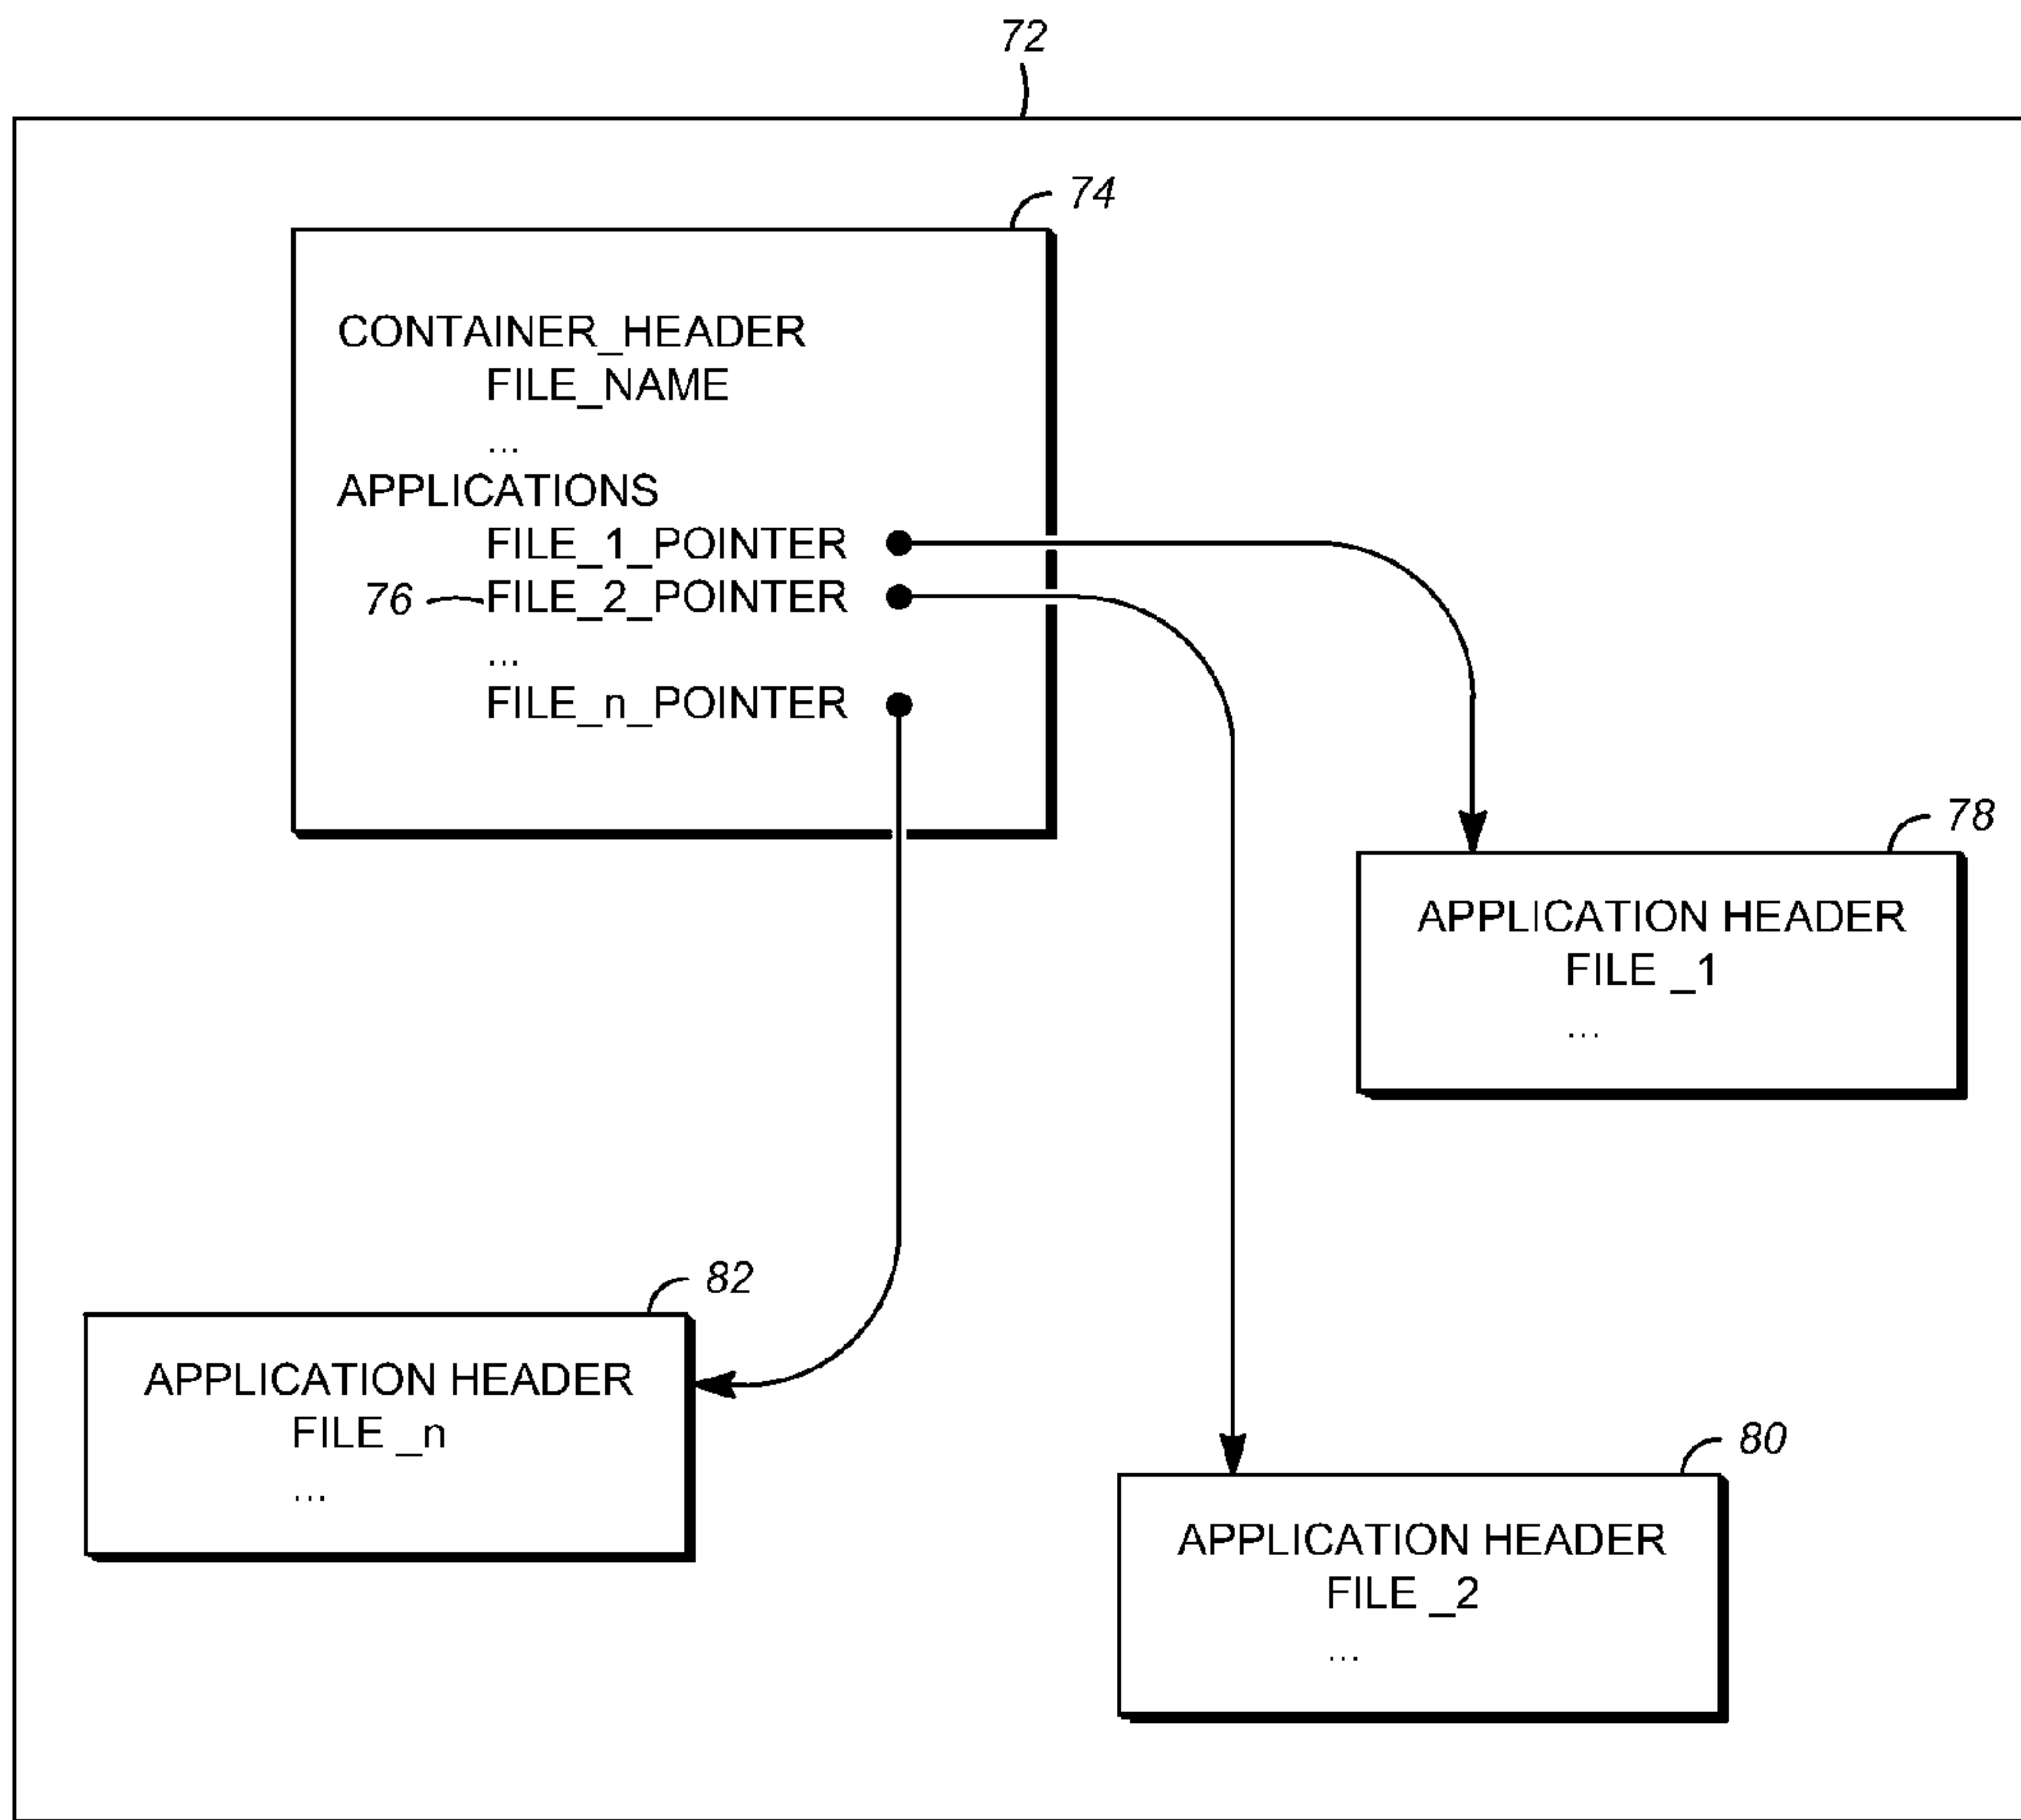 72
74
CONTAINER_HEADER
FILE_NAME
...
APPLICATIONS
FILE_1_POINTER
76 FILE_2_POINTER
...
FILE_n_POINTER
78
APPLICATION HEADER
FILE _1
...
82
APPLICATION HEADER
FILE _n
...
80
APPLICATION HEADER
FILE _2
...